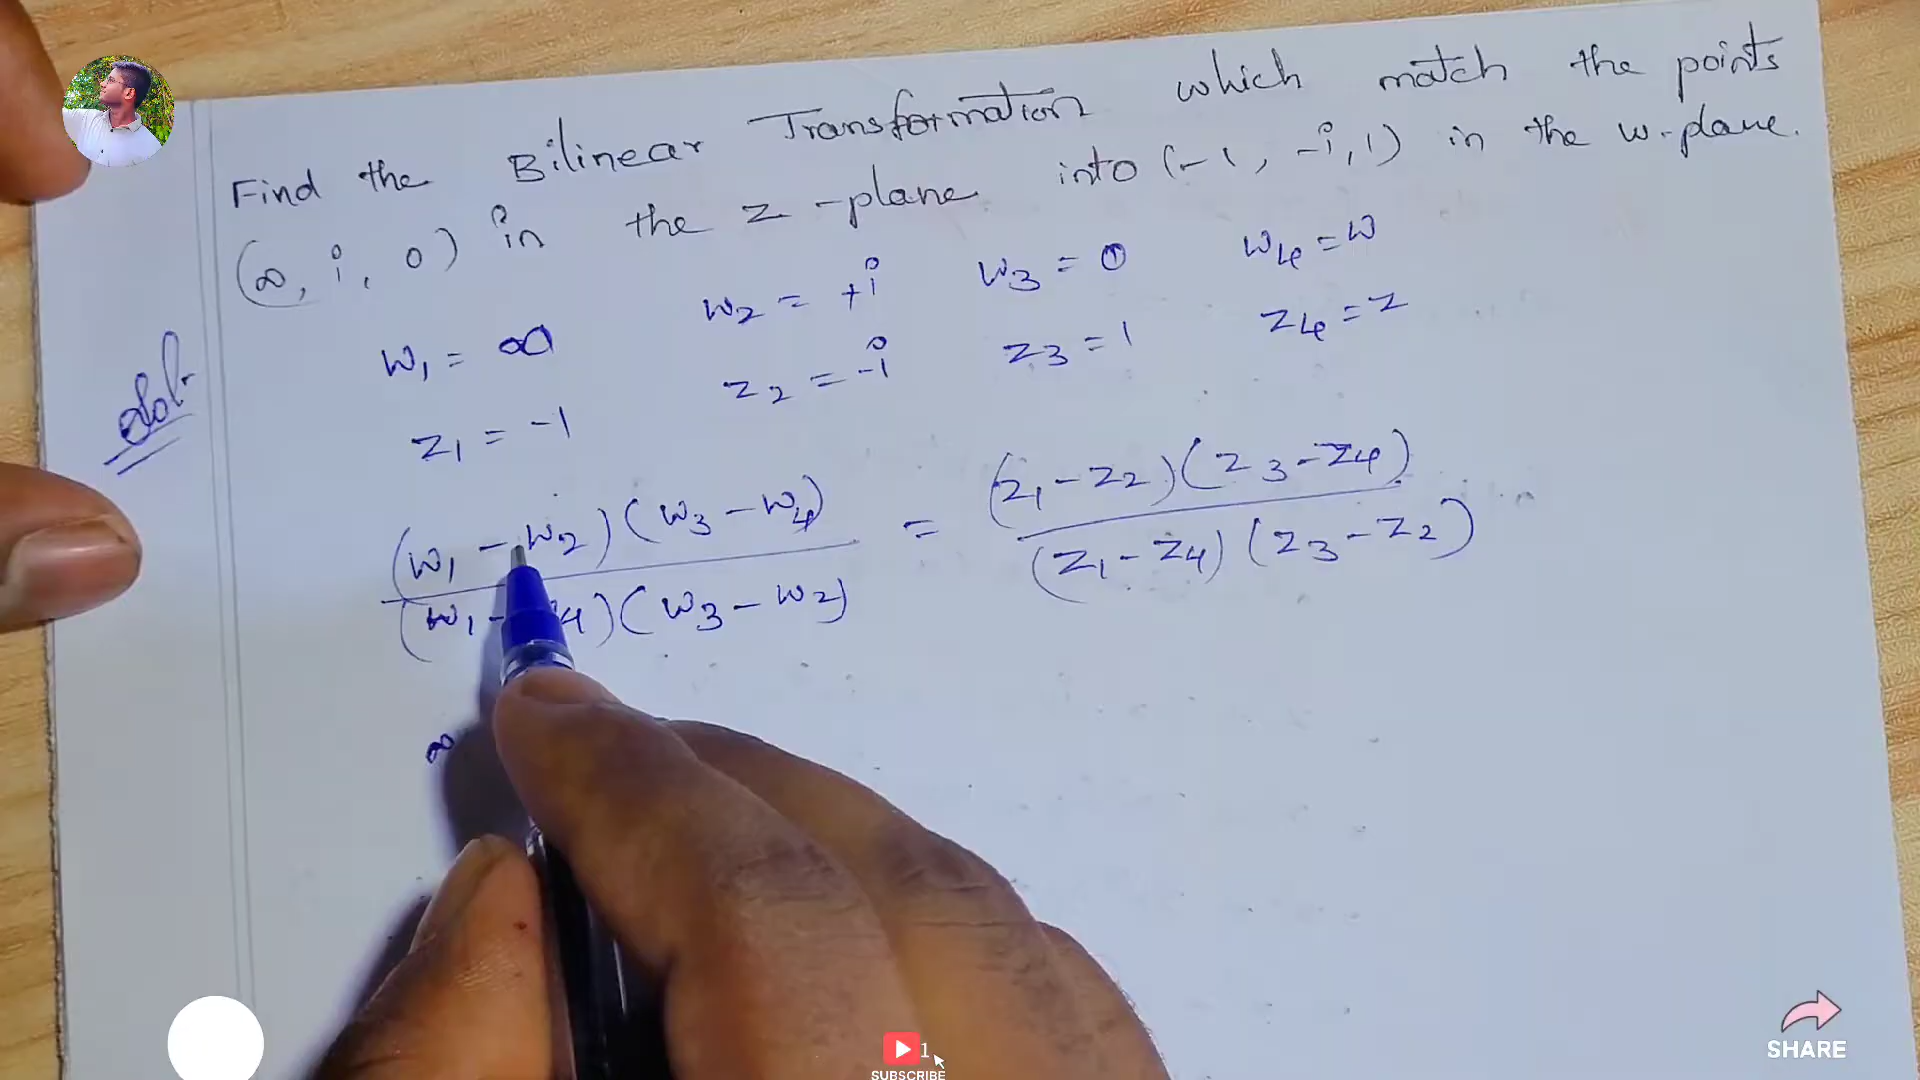 Find the Bilinear Transformation which match the points
(∞, i, 0) in the z-plane into (-1, -i, 1) in the w-plane.
Sol:-
w₁ = ∞ w₂ = +i w₃ = 0 w₄ = w
z₁ = -1 z₂ = -i z₃ = 1 z₄ = z
(w₁ - w₂)(w₃ - w₄) = (z₁ - z₂)(z₃ - z₄)
(w₁ - 4)(w₃ - w₂) (z₁ - z₄)(z₃ - z₂)
∞
1
SUBSCRIBE
SHARE